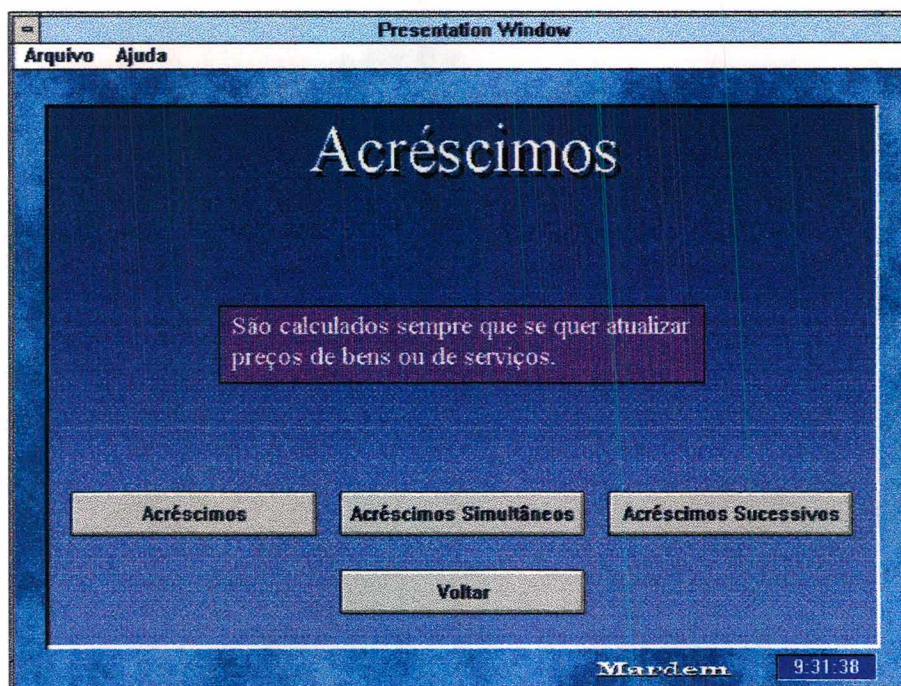 Presentation Window
Arquivo Ajuda
Acréscimos
São calculados sempre que se quer atualizar
preços de bens ou de serviços.
Acréscimos Acréscimos Simultâneos Acréscimos Sucessivos
Voltar
Mardem 9:31:38